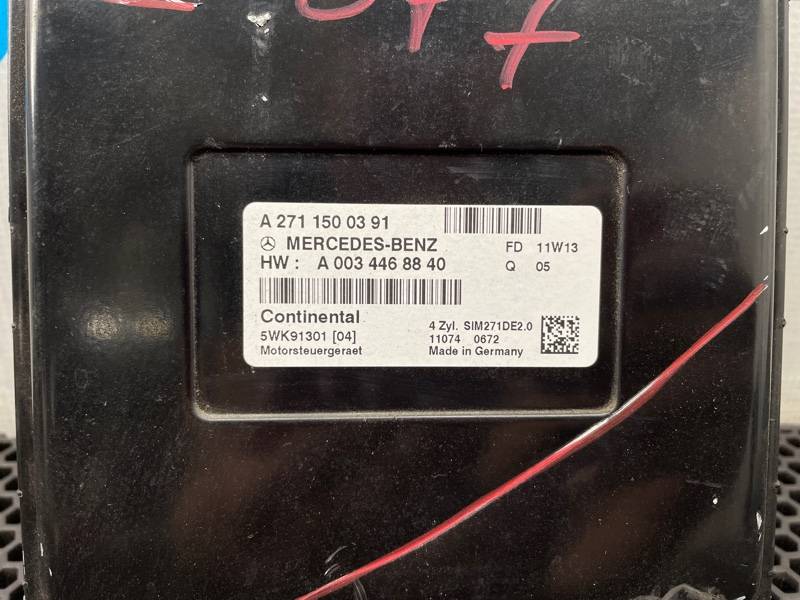 A 271 150 03 91
MERCEDES-BENZ
FD 11W13
HW : A 003 446 88 40
Q 05
Continental
5WK91301 [04]
4 Zyl. SIM271DE2.0
11074 0672
Motorsteuergeraet
Made in Germany